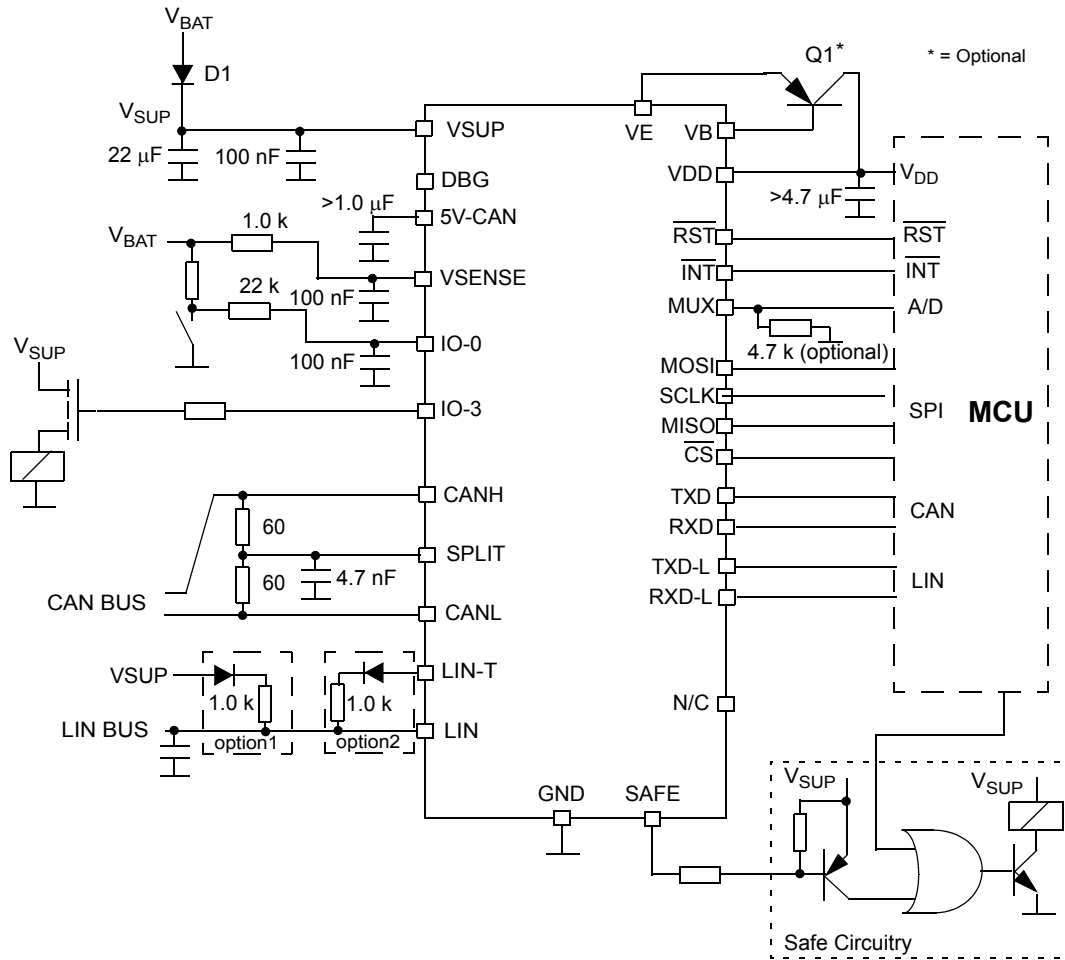 V_BAT
D1
Q1*
* = Optional
V_SUP
22 μF
100 nF
VSUP
VE
VB
DBG
VDD
V_DD
>4.7 μF
>1.0 μF
5V-CAN
V_BAT
1.0 k
RST
RST
VSENSE
INT
INT
22 k
100 nF
MUX
A/D
IO-0
4.7 k (optional)
V_SUP
100 nF
MOSI
SCLK
IO-3
SPI
MCU
MISO
CS
CANH
TXD
CAN
60
RXD
SPLIT
TXD-L
60
4.7 nF
LIN
CAN BUS
RXD-L
CANL
VSUP
LIN-T
1.0 k
1.0 k
N/C
LIN BUS
LIN
option1
option2
GND
SAFE
V_SUP
V_SUP
Safe Circuitry